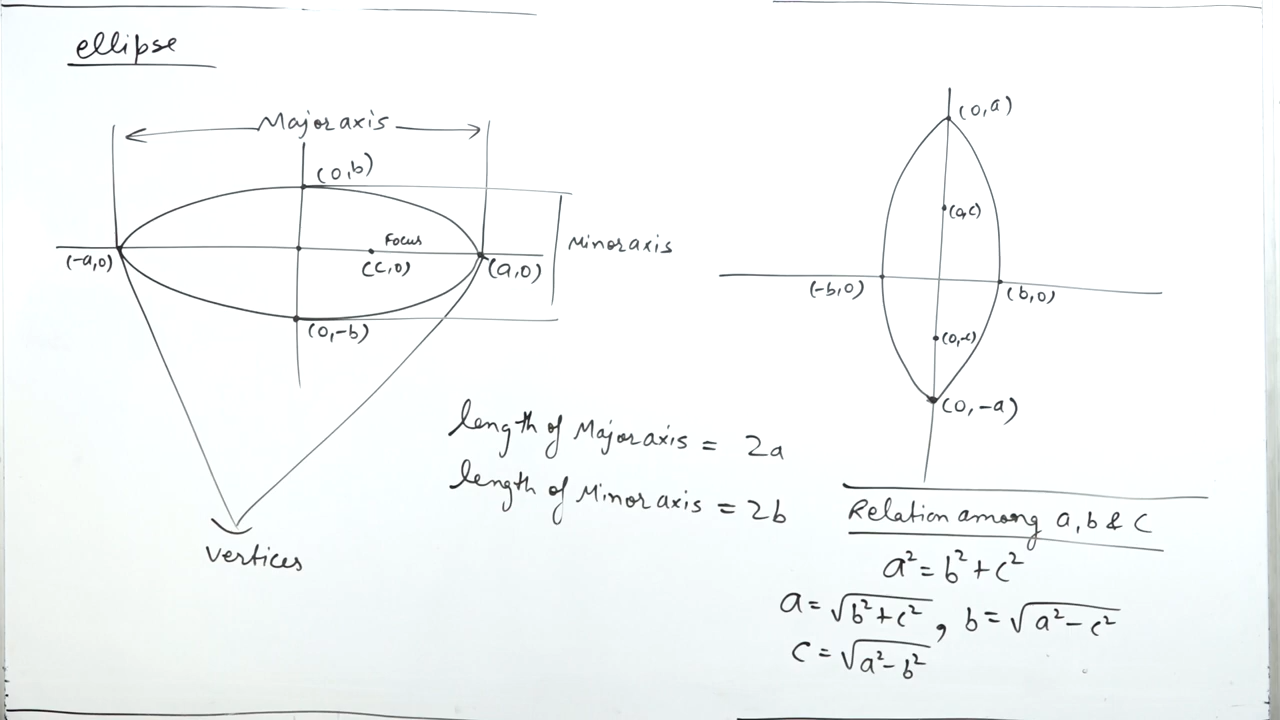 ellipse
Major axis
(0,b)
Minor axis
Focus
(-a,0)
(c,0)
(a,0)
(0,-b)
Vertices
length of Major axis = 2a
length of Minor axis = 2b
(0,a)
(0,c)
(-b,0)
(b,0)
(0,-c)
(0,-a)
Relation among a, b & c
a² = b² + c²
a = √b²+c² , b = √a²-c²
c = √a²-b²